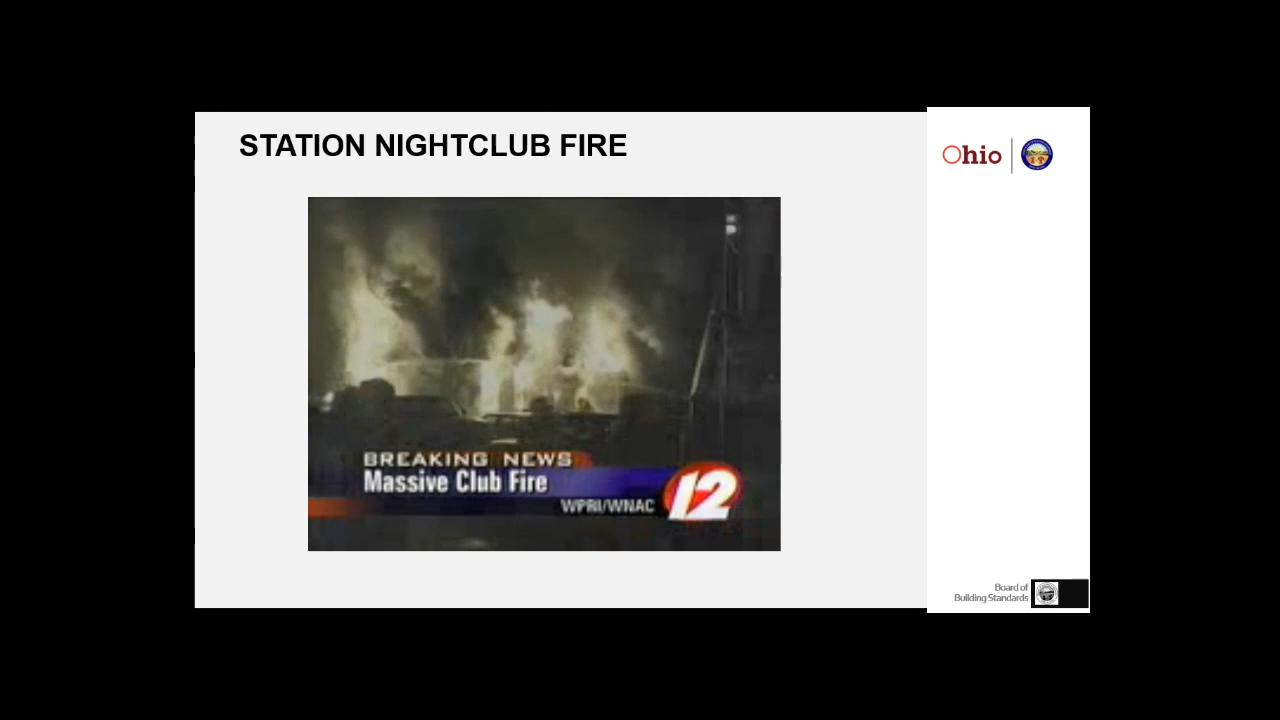 STATION NIGHTCLUB FIRE
Ohio
BREAKING NEWS
Massive Club Fire
WPRI/WNAC
12
Board of
Building Standards